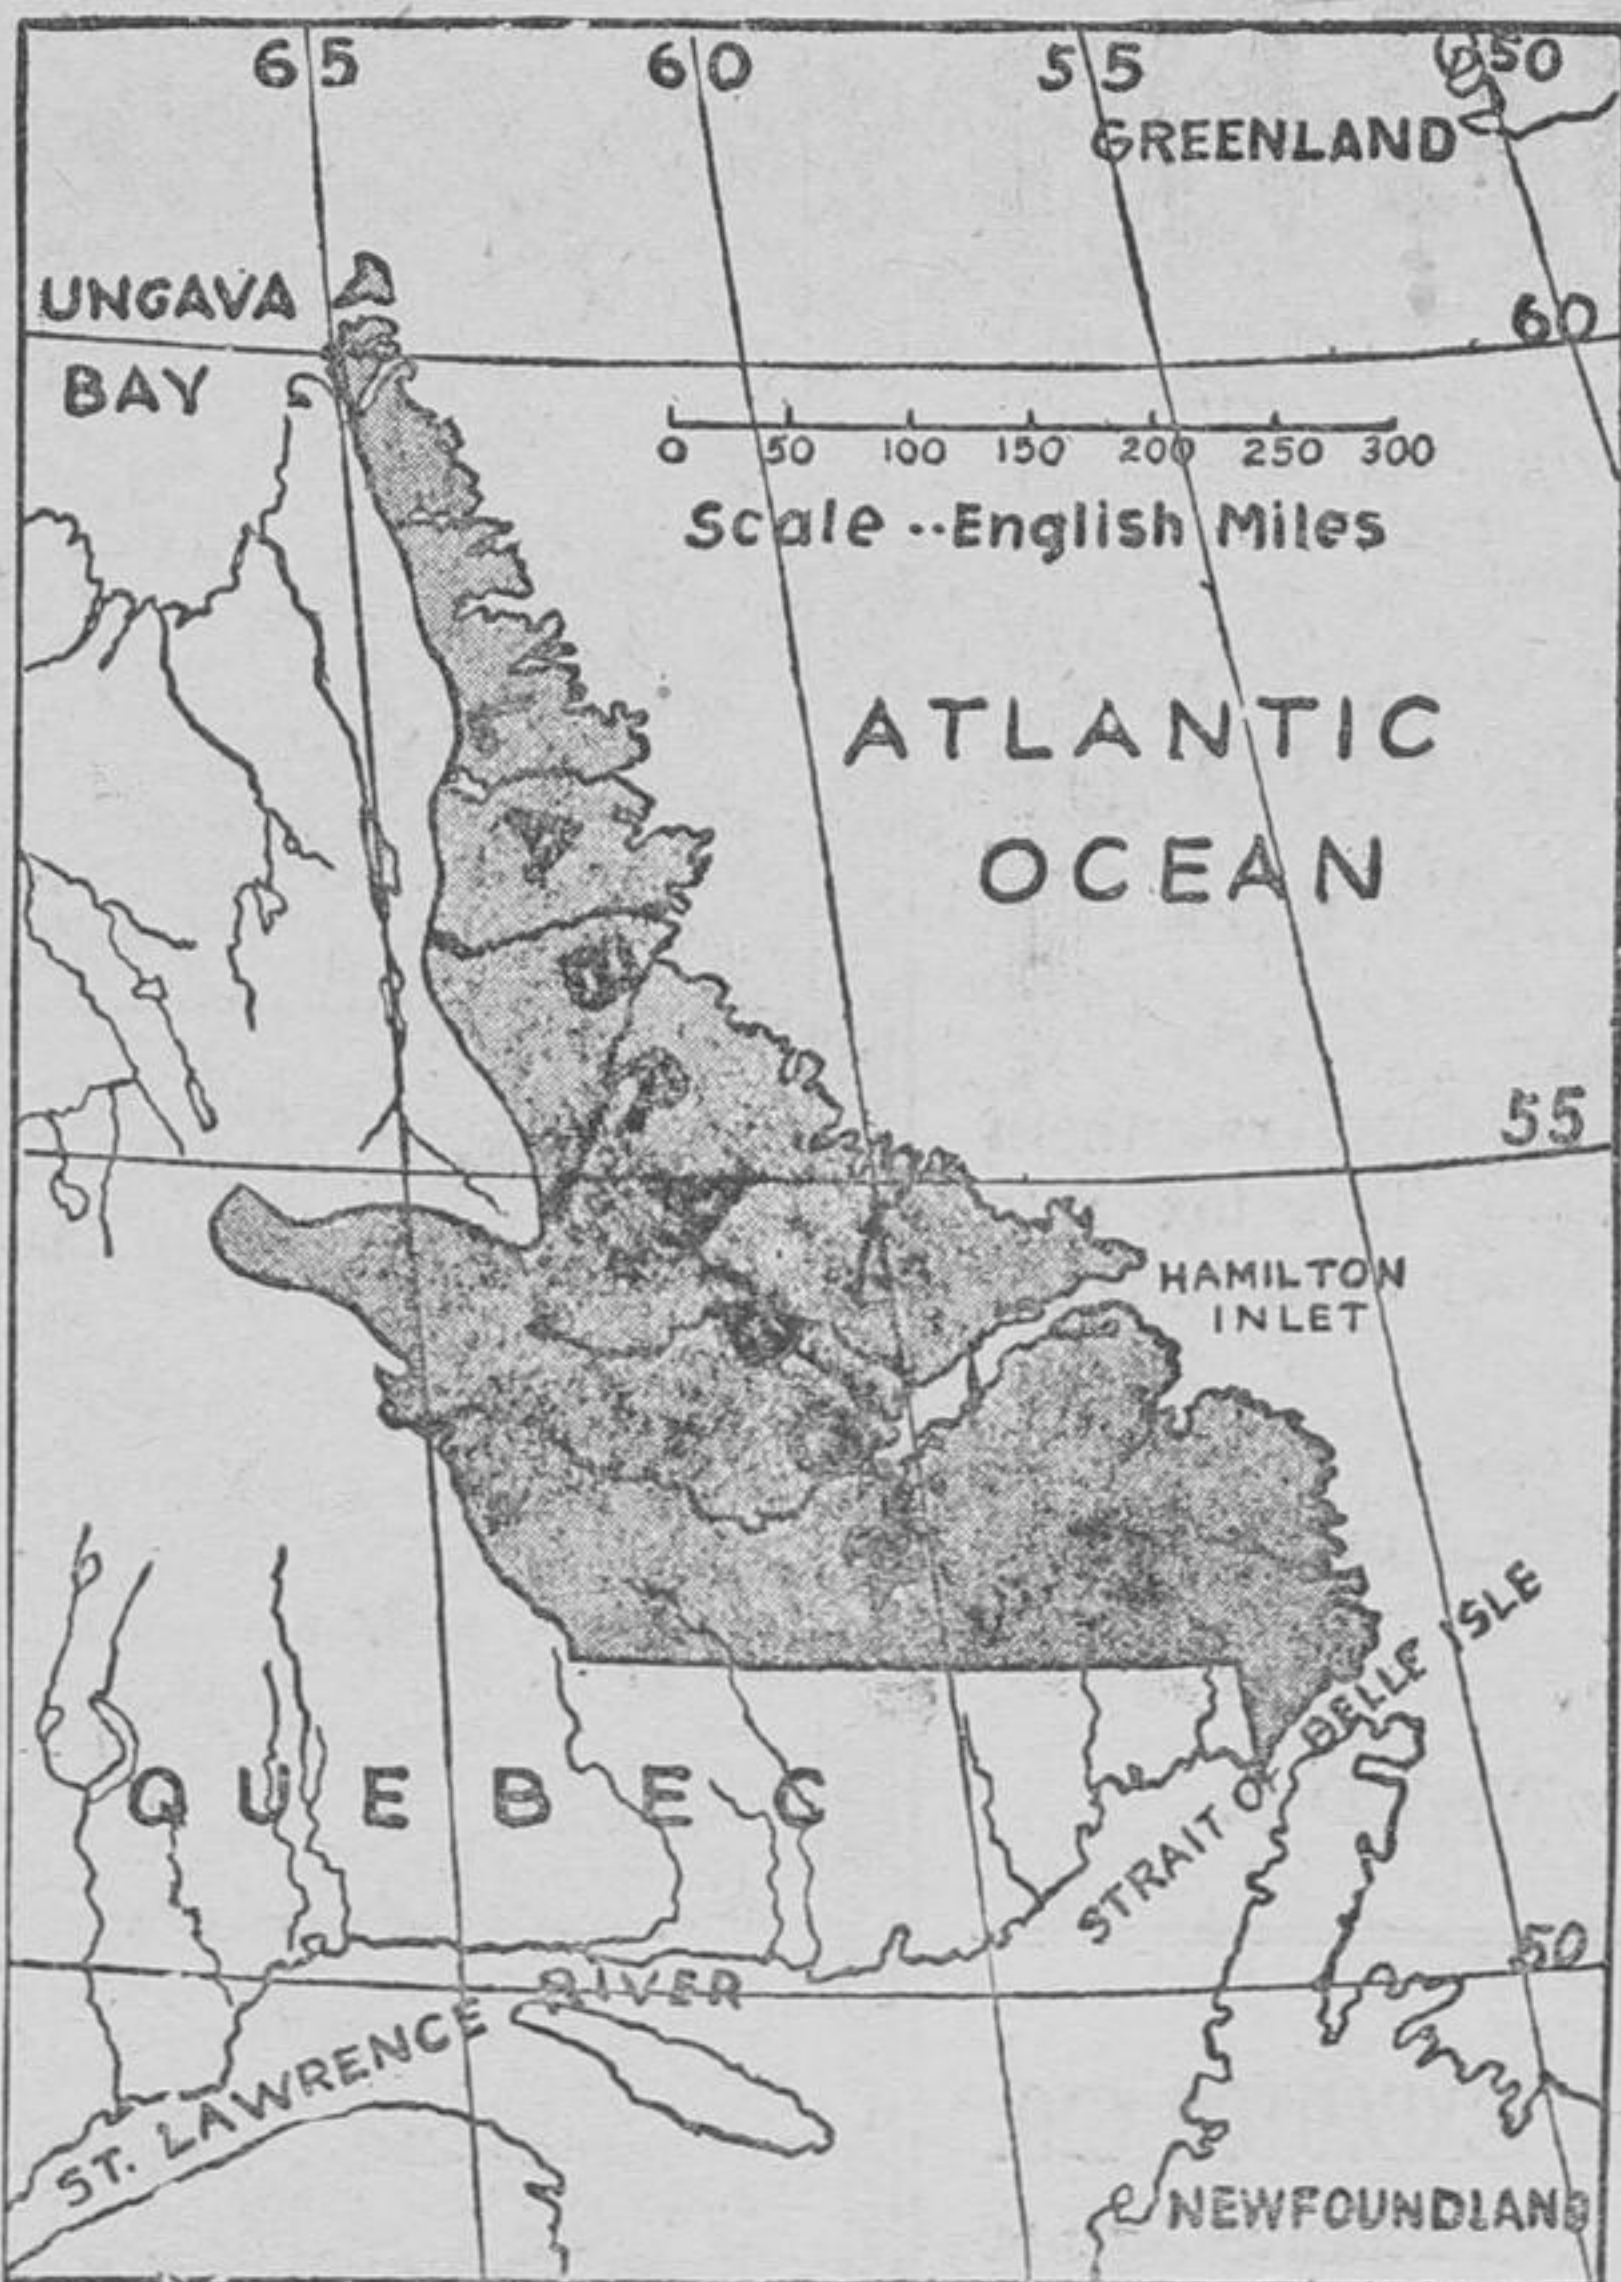 65 60 55 50
GREENLAND
UNGAVA
BAY
60
0 50 100 150 200 250 300
Scale--English Miles
ATLANTIC
OCEAN
55
HAMILTON
INLET
STRAIT OF BELLE ISLE
QUEBEC
50
ST. LAWRENCE RIVER
NEWFOUNDLAND